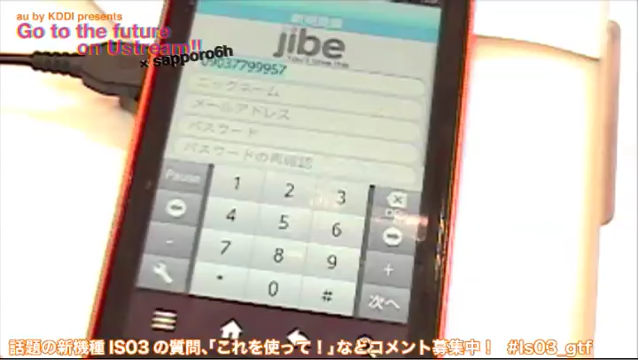 au by KDDI presents
Go to the future
on Ustream!!
× sapporo6h
新規登録
jibe
09037799957
ニックネーム
メールアドレス
パスワード
パスワードの再確認
Pause
1
2
3
4
5
6
-
7
8
9
+
*
0
#
次へ
話題の新機種 IS03 の質問、「これを使って！」などコメント募集中！ #Is03_gtf